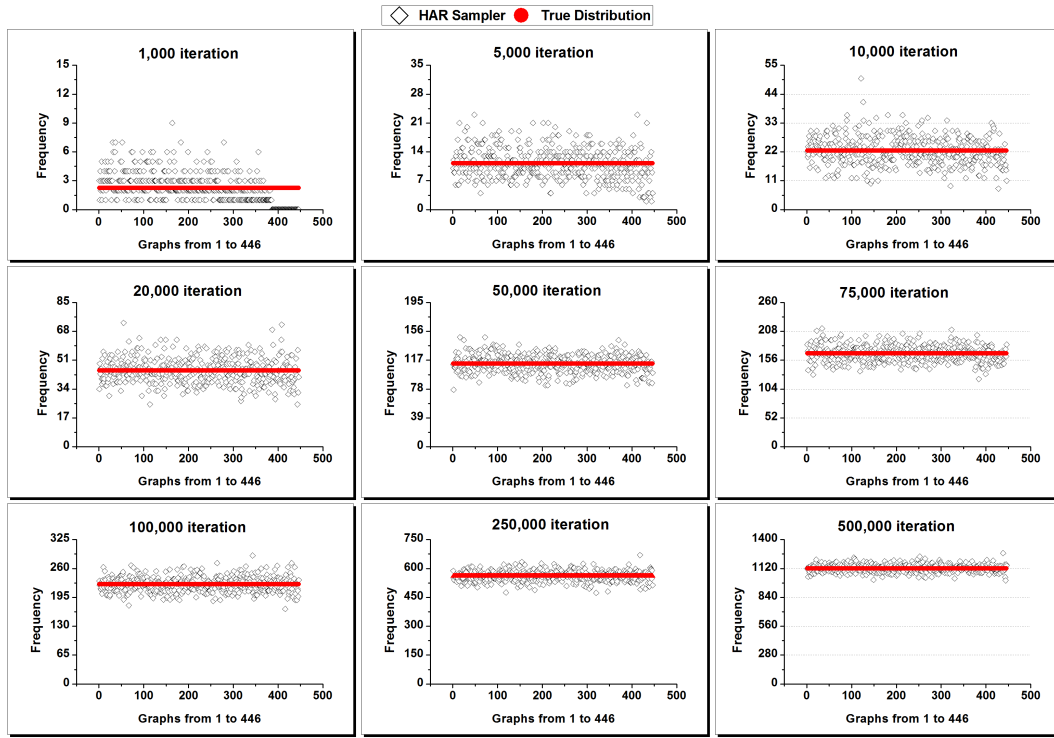 HAR Sampler True Distribution
1,000 iteration
Frequency
15
12
9
6
3
0
0 100 200 300 400 500
Graphs from 1 to 446
5,000 iteration
Frequency
35
28
21
14
7
0
0 100 200 300 400 500
Graphs from 1 to 446
10,000 iteration
Frequency
55
44
33
22
11
0
0 100 200 300 400 500
Graphs from 1 to 446
20,000 iteration
Frequency
85
68
51
34
17
0
0 100 200 300 400 500
Graphs from 1 to 446
50,000 iteration
Frequency
195
156
117
78
39
0
0 100 200 300 400 500
Graphs from 1 to 446
75,000 iteration
Frequency
260
208
156
104
52
0
0 100 200 300 400 500
Graphs from 1 to 446
100,000 iteration
Frequency
325
260
195
130
65
0
0 100 200 300 400 500
Graphs from 1 to 446
250,000 iteration
Frequency
750
600
450
300
150
0
0 100 200 300 400 500
Graphs from 1 to 446
500,000 iteration
Frequency
1400
1120
840
560
280
0
0 100 200 300 400 500
Graphs from 1 to 446